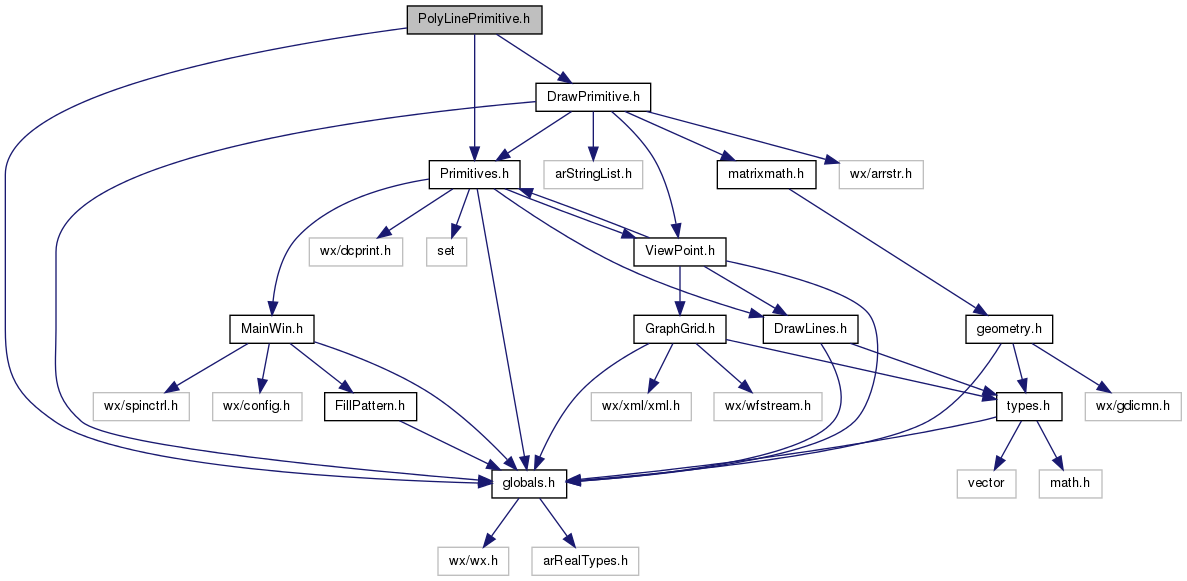 PolyLinePrimitive.h
DrawPrimitive.h
Primitives.h
arStringList.h
matrixmath.h
wx/arrstr.h
wx/dcprint.h
set
ViewPoint.h
MainWin.h
GraphGrid.h
DrawLines.h
geometry.h
wx/spinctrl.h
wx/config.h
FillPattern.h
wx/xml/xml.h
wx/wfstream.h
types.h
wx/gdicmn.h
globals.h
vector
math.h
wx/wx.h
arRealTypes.h